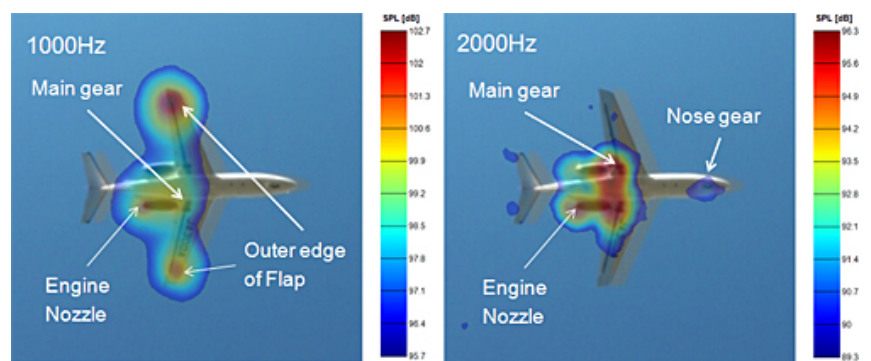 1000Hz
Main gear
Engine
Nozzle
Outer edge
of Flap
SPL [dB]
102.7
102
101.3
100.6
99.9
99.2
98.5
97.8
97.1
96.4
95.7
2000Hz
Main gear
Nose gear
Engine
Nozzle
SPL [dB]
96.3
95.6
94.9
94.2
93.5
92.8
92.1
91.4
90.7
90
89.3